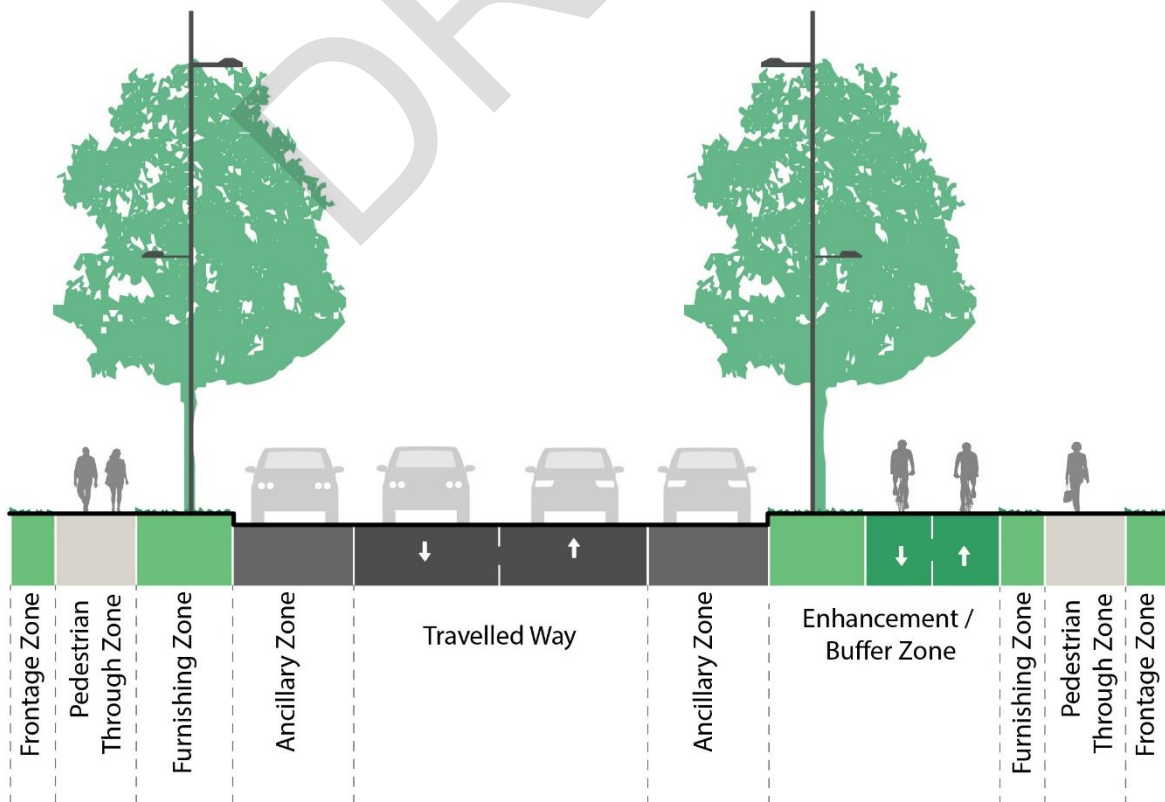 Frontage Zone
Pedestrian
Through Zone
Furnishing Zone
Ancillary Zone
Travelled Way
Ancillary Zone
Enhancement /
Buffer Zone
Furnishing Zone
Pedestrian
Through Zone
Frontage Zone